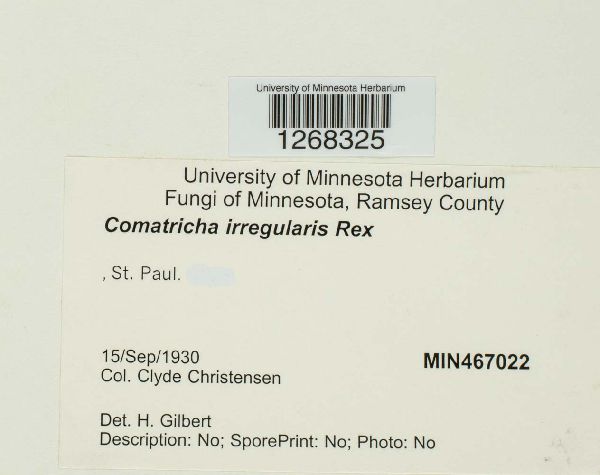 University of Minnesota Herbarium
1268325
University of Minnesota Herbarium
Fungi of Minnesota, Ramsey County
Comatricha irregularis Rex
, St. Paul.
15/Sep/1930
MIN467022
Col. Clyde Christensen
Det. H. Gilbert
Description: No; SporePrint: No; Photo: No